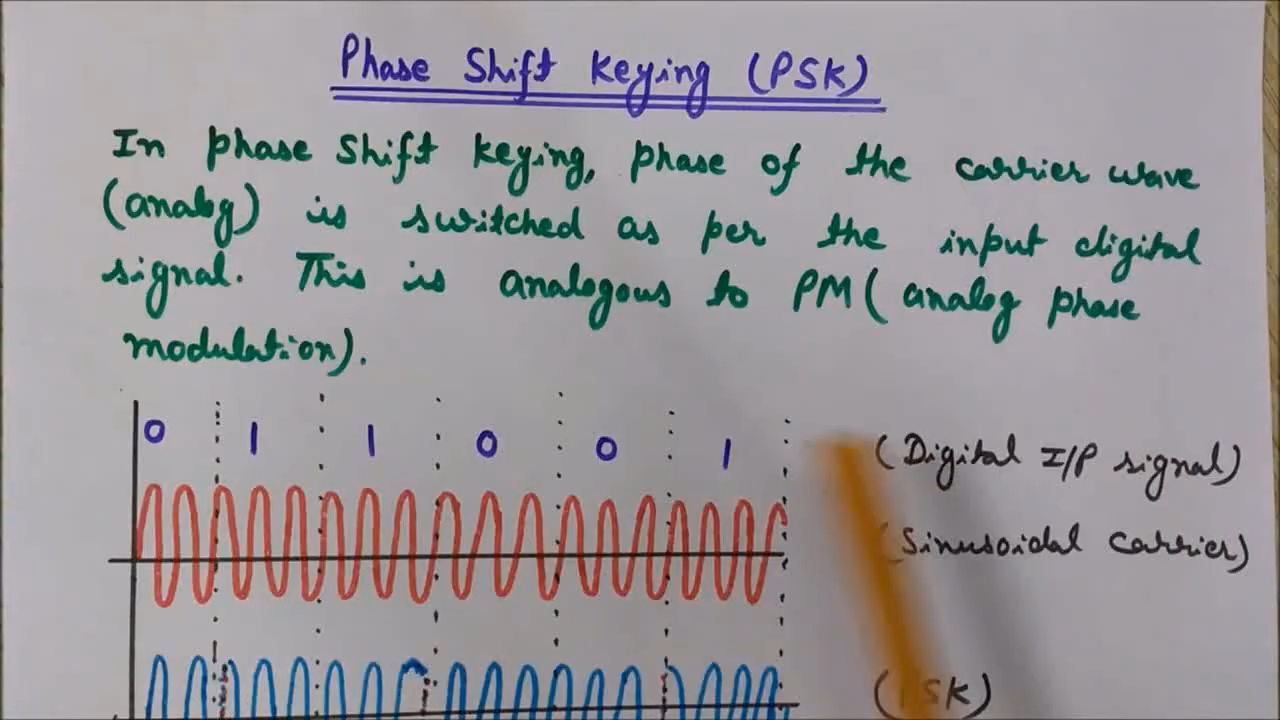 Phase Shift Keying (PSK)
In phase shift keying, phase of the carrier wave
(analog) is switched as per the input digital
signal. This is analogous to PM (analog phase
modulation).
0 1 1 0 0 1 (Digital I/P signal)
(Sinusoidal carrier)
(PSK)